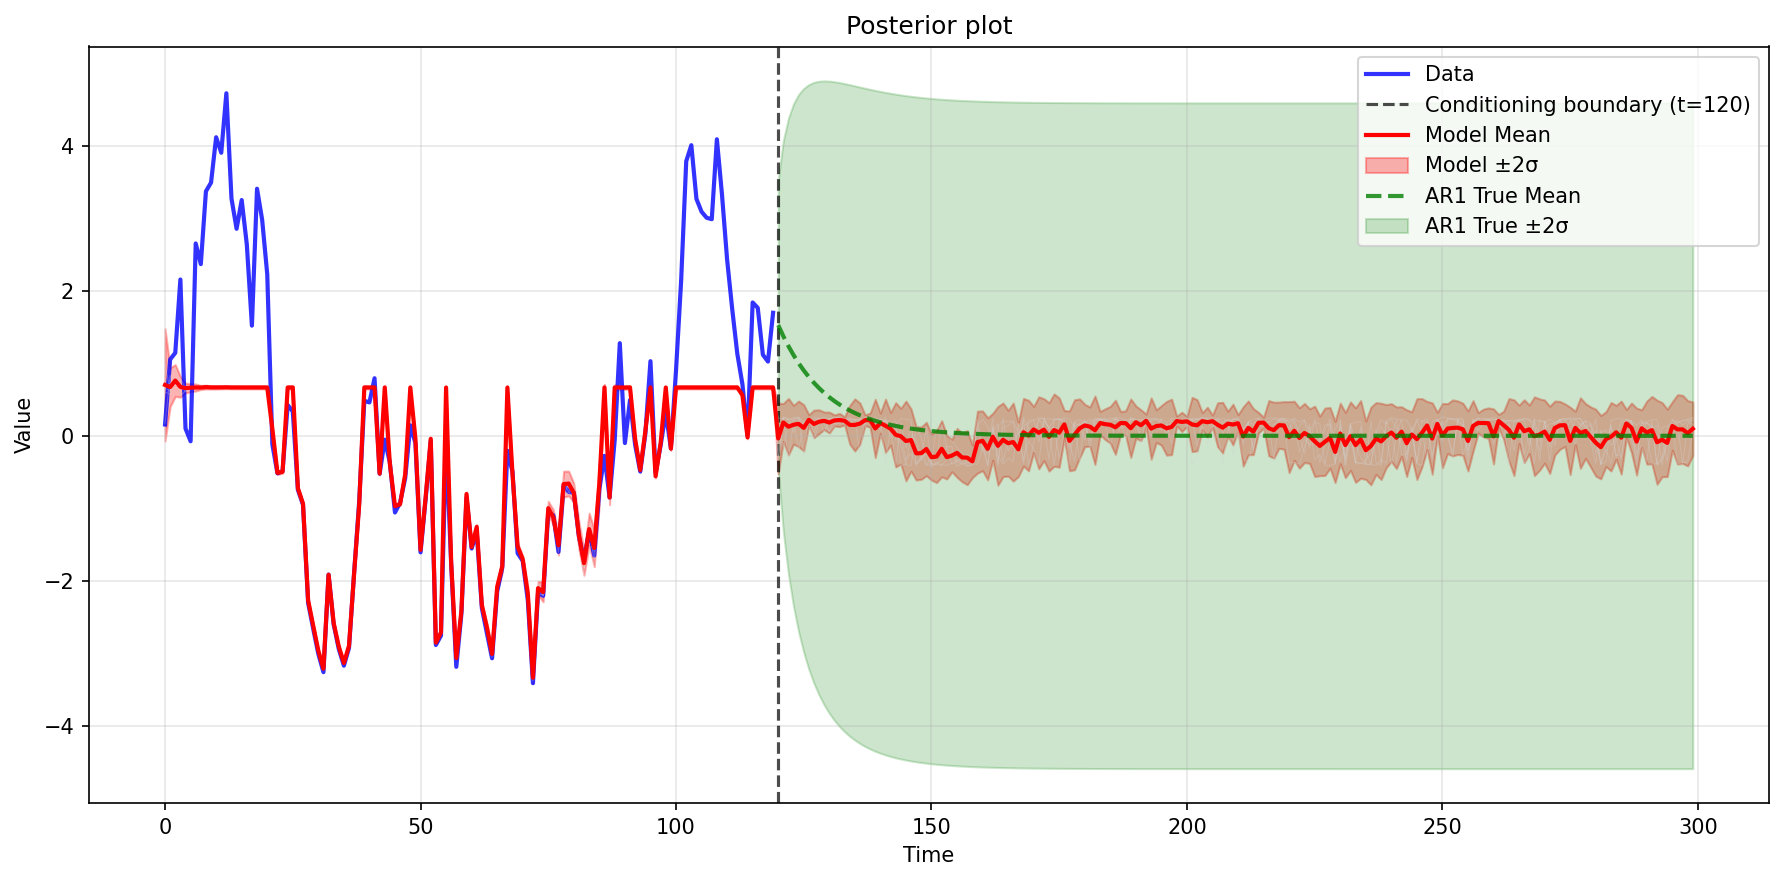 Posterior plot
Value
4
2
0
−2
−4
0
50
100
150
200
250
300
Time
Data
Conditioning boundary (t=120)
Model Mean
Model ±2σ
AR1 True Mean
AR1 True ±2σ